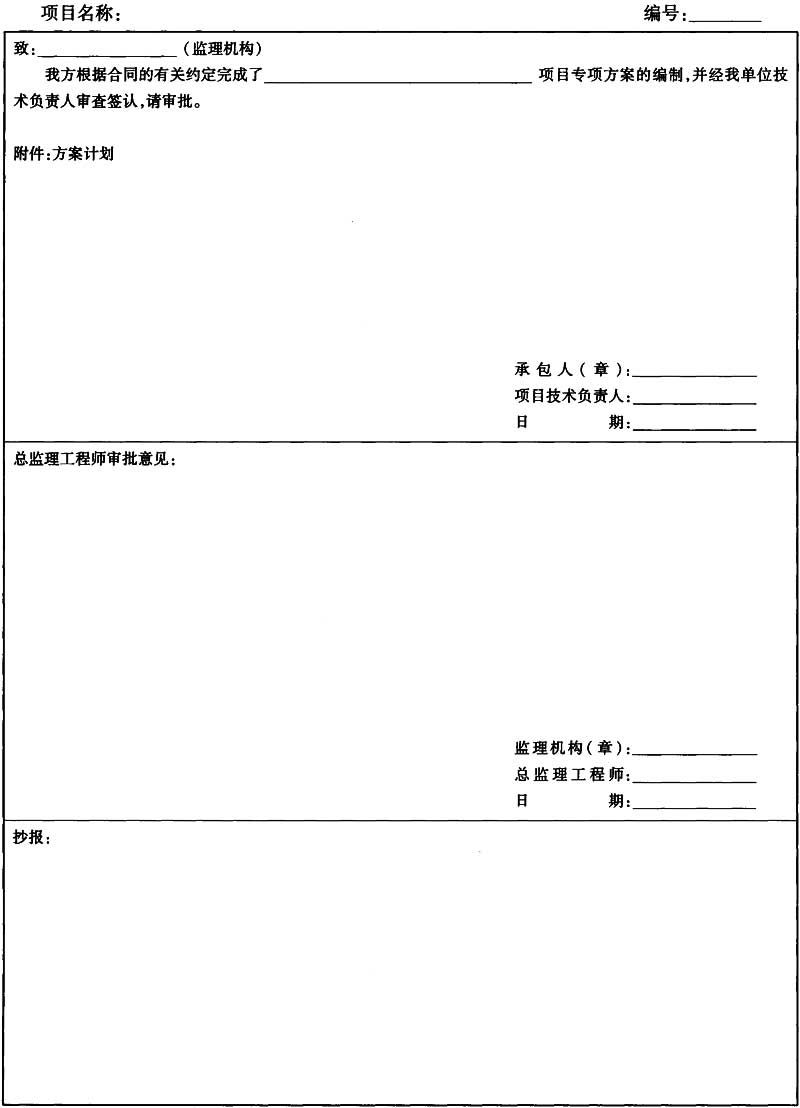 项目名称： 编号：________
致：________________（监理机构）
我方根据合同的有关约定完成了______________________________项目专项方案的编制，并经我单位技
术负责人审查签认，请审批。
附件：方案计划
承包人（章）：______________
项目技术负责人：______________
日 期：______________
总监理工程师审批意见：
监理机构（章）：______________
总监理工程师：______________
日 期：______________
抄报：